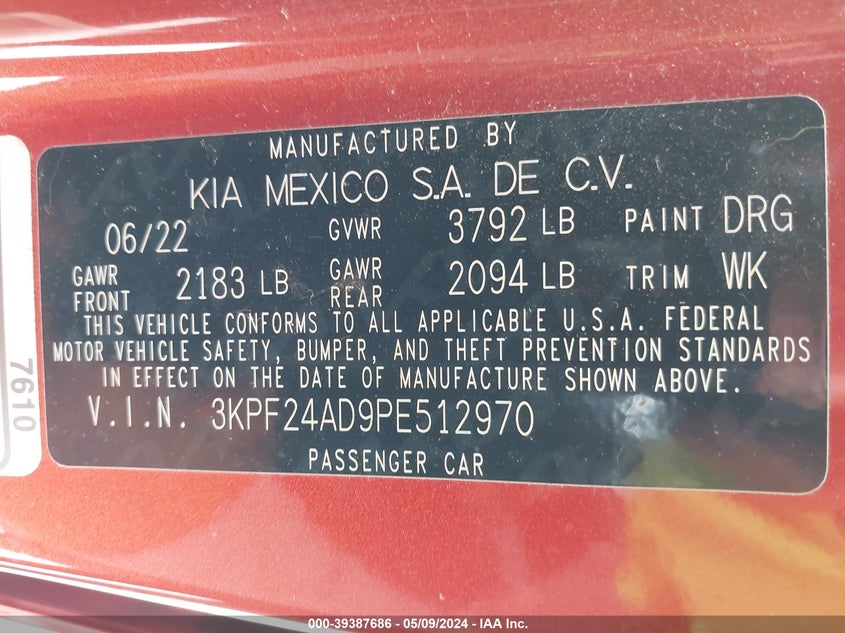 MANUFACTURED BY
KIA MEXICO S.A. DE C.V.
06/22 GVWR 3792 LB PAINT DRG
GAWR FRONT 2183 LB GAWR REAR 2094 LB TRIM WK
THIS VEHICLE CONFORMS TO ALL APPLICABLE U.S.A. FEDERAL
MOTOR VEHICLE SAFETY, BUMPER, AND THEFT PREVENTION STANDARDS
IN EFFECT ON THE DATE OF MANUFACTURE SHOWN ABOVE.
V.I.N. 3KPF24AD9PE512970
PASSENGER CAR
7610
000-39387686 - 05/09/2024 - IAA Inc.